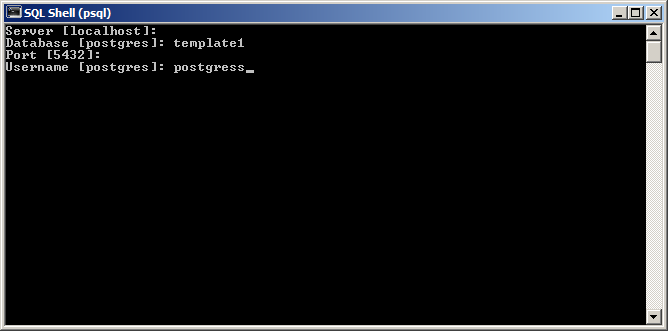 SQL Shell (psql)
Server [localhost]:
Database [postgres]: template1
Port [5432]:
Username [postgres]: postgress